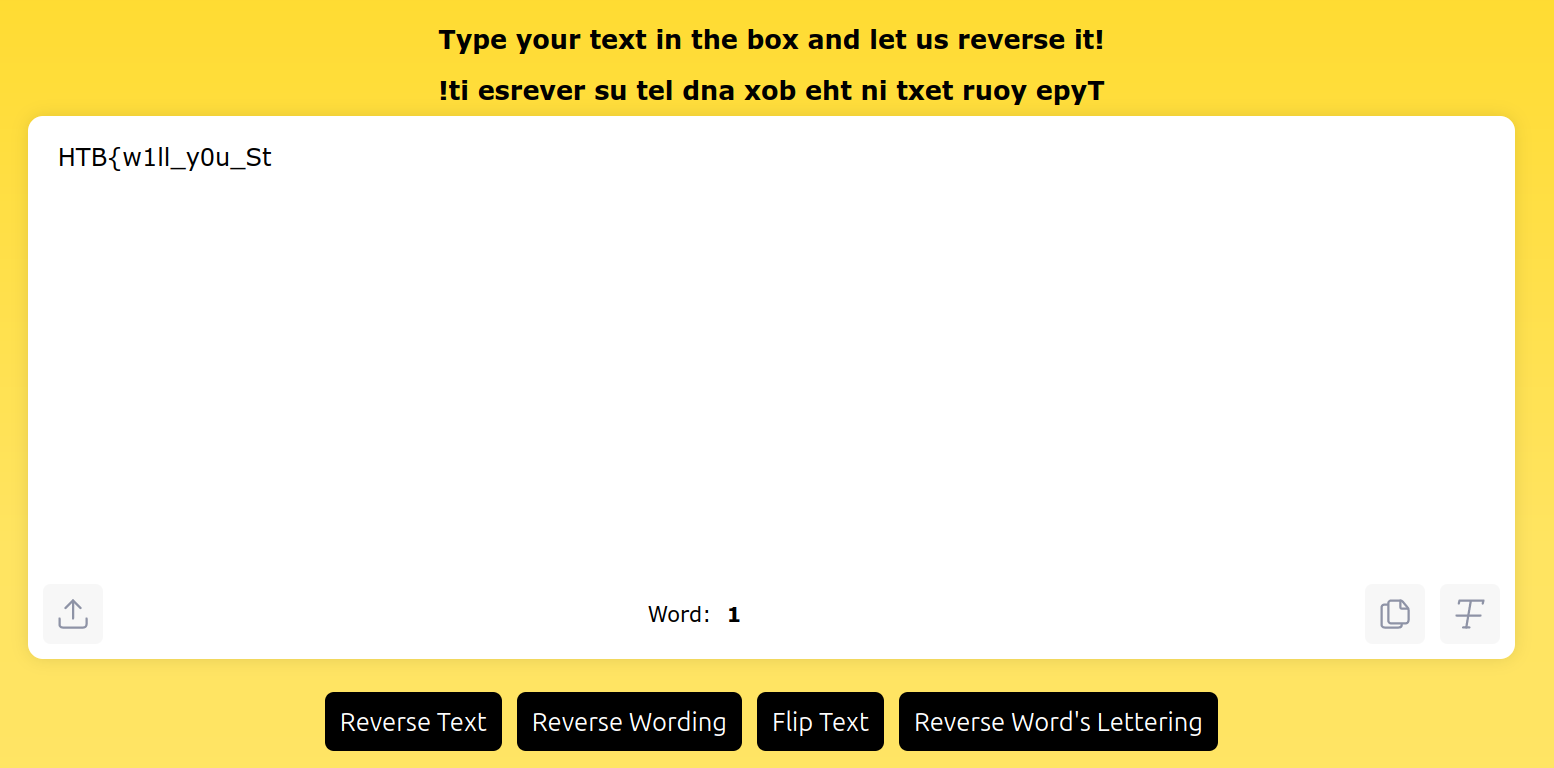 Type your text in the box and let us reverse it!
!ti esrever su tel dna xob eht ni txet ruoy epyT
HTB{w1ll_y0u_St
Word: 1
Reverse Text Reverse Wording Flip Text Reverse Word's Lettering